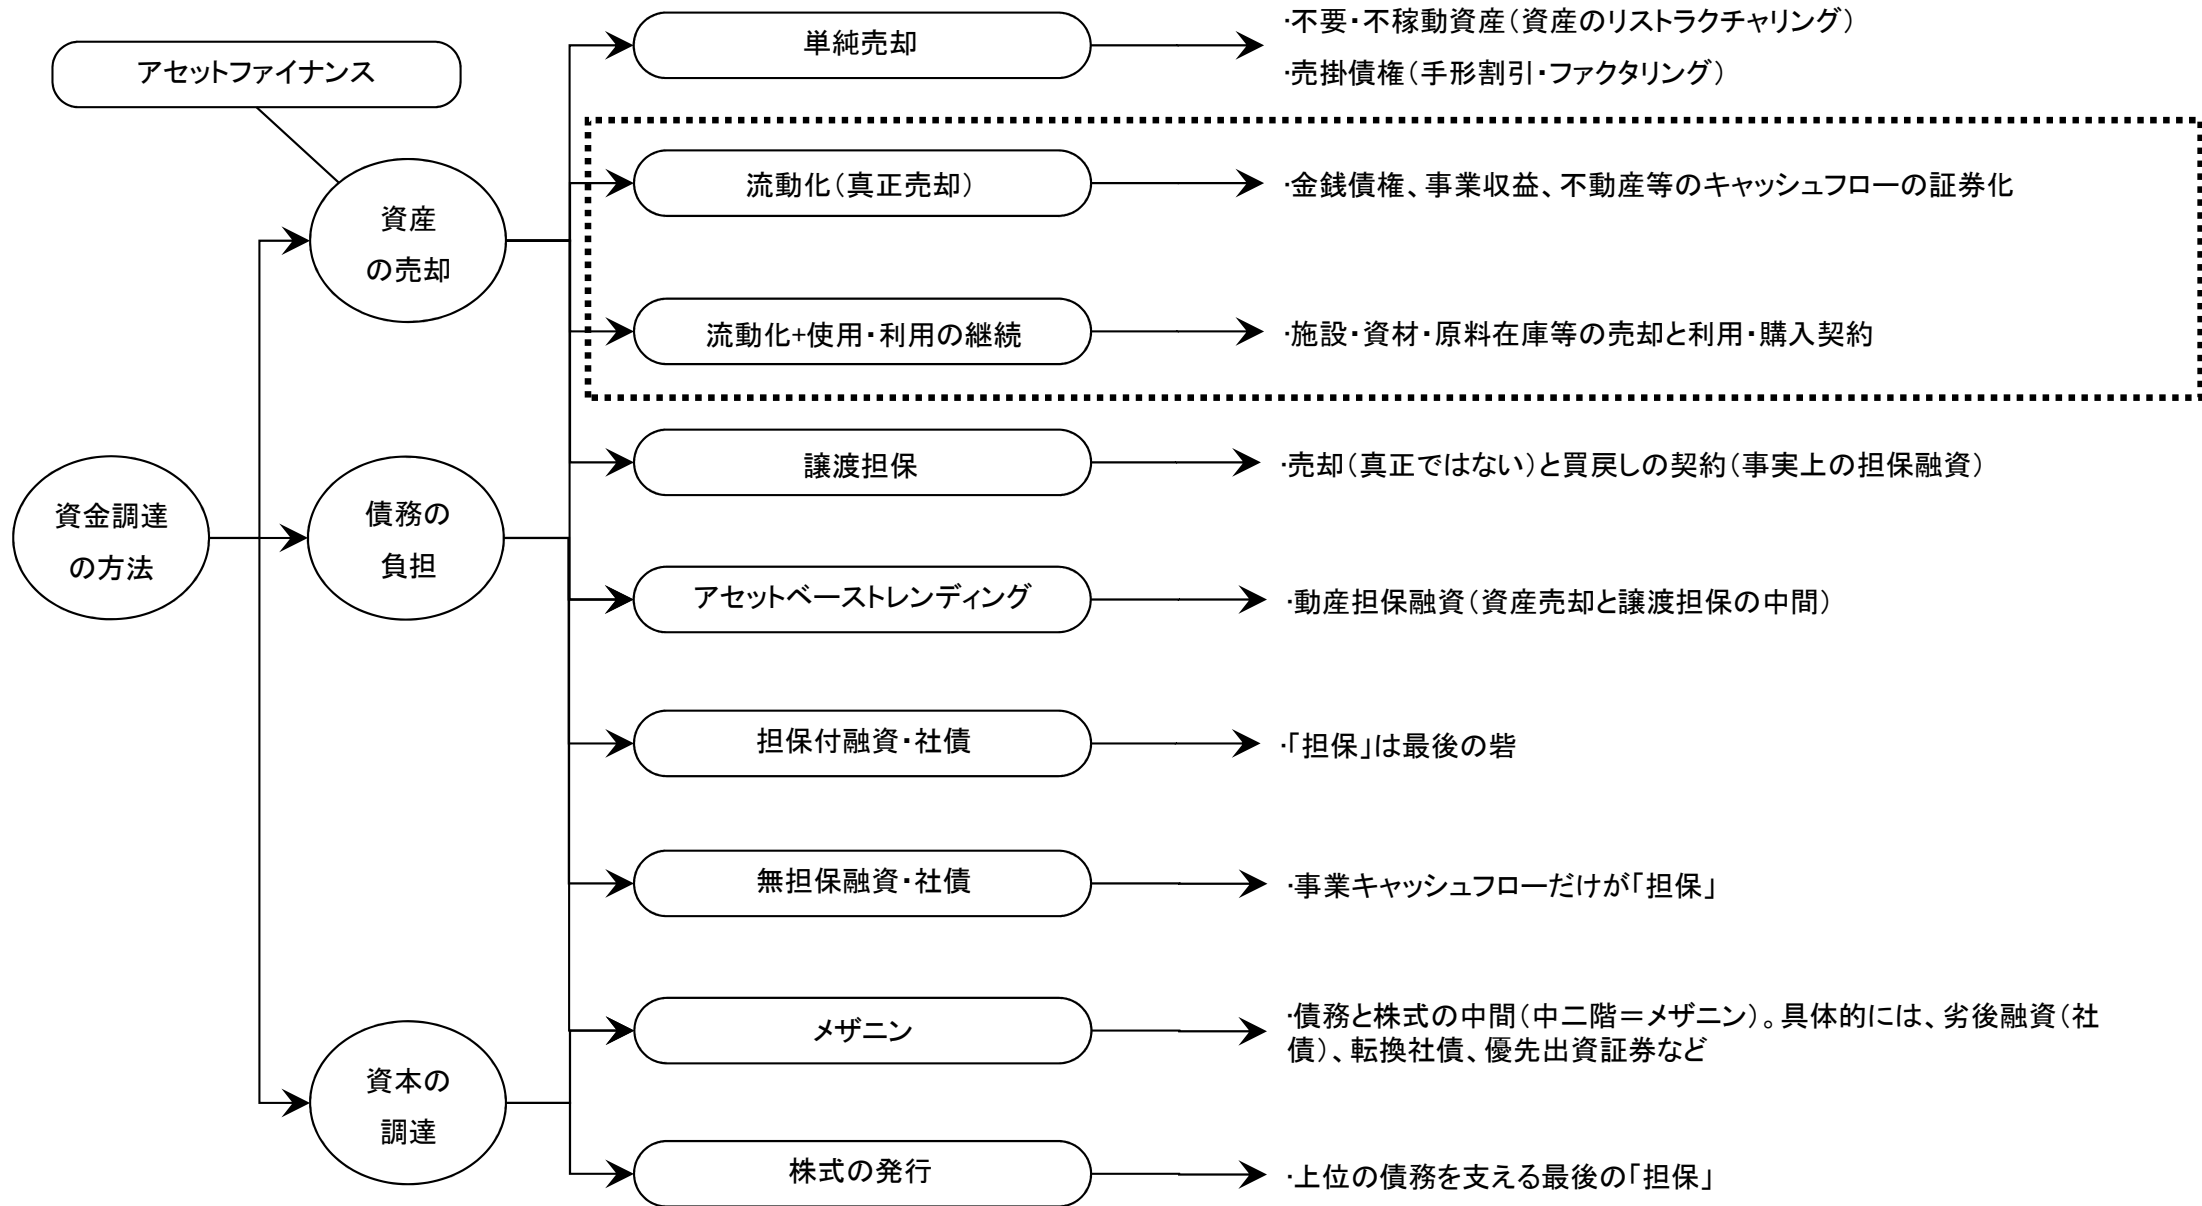 アセットファイナンス
資金調達
の方法
資産
の売却
債務の
負担
資本の
調達
単純売却
･不要・不稼動資産（資産のリストラクチャリング）
･売掛債権（手形割引・ファクタリング）
流動化（真正売却）
･金銭債権、事業収益、不動産等のキャッシュフローの証券化
流動化+使用・利用の継続
･施設・資材・原料在庫等の売却と利用・購入契約
譲渡担保
･売却（真正ではない）と買戻しの契約（事実上の担保融資）
アセットベーストレンディング
･動産担保融資（資産売却と譲渡担保の中間）
担保付融資・社債
･「担保」は最後の砦
無担保融資・社債
･事業キャッシュフローだけが「担保」
メザニン
･債務と株式の中間（中二階＝メザニン）。具体的には、劣後融資（社
債）、転換社債、優先出資証券など
株式の発行
･上位の債務を支える最後の「担保」